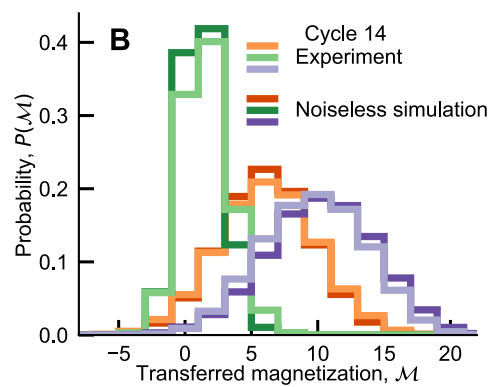 B
Cycle 14
Experiment
Noiseless simulation
Probability, P(ℳ)
0.4
0.3
0.2
0.1
0.0
−5 0 5 10 15 20
Transferred magnetization, ℳ